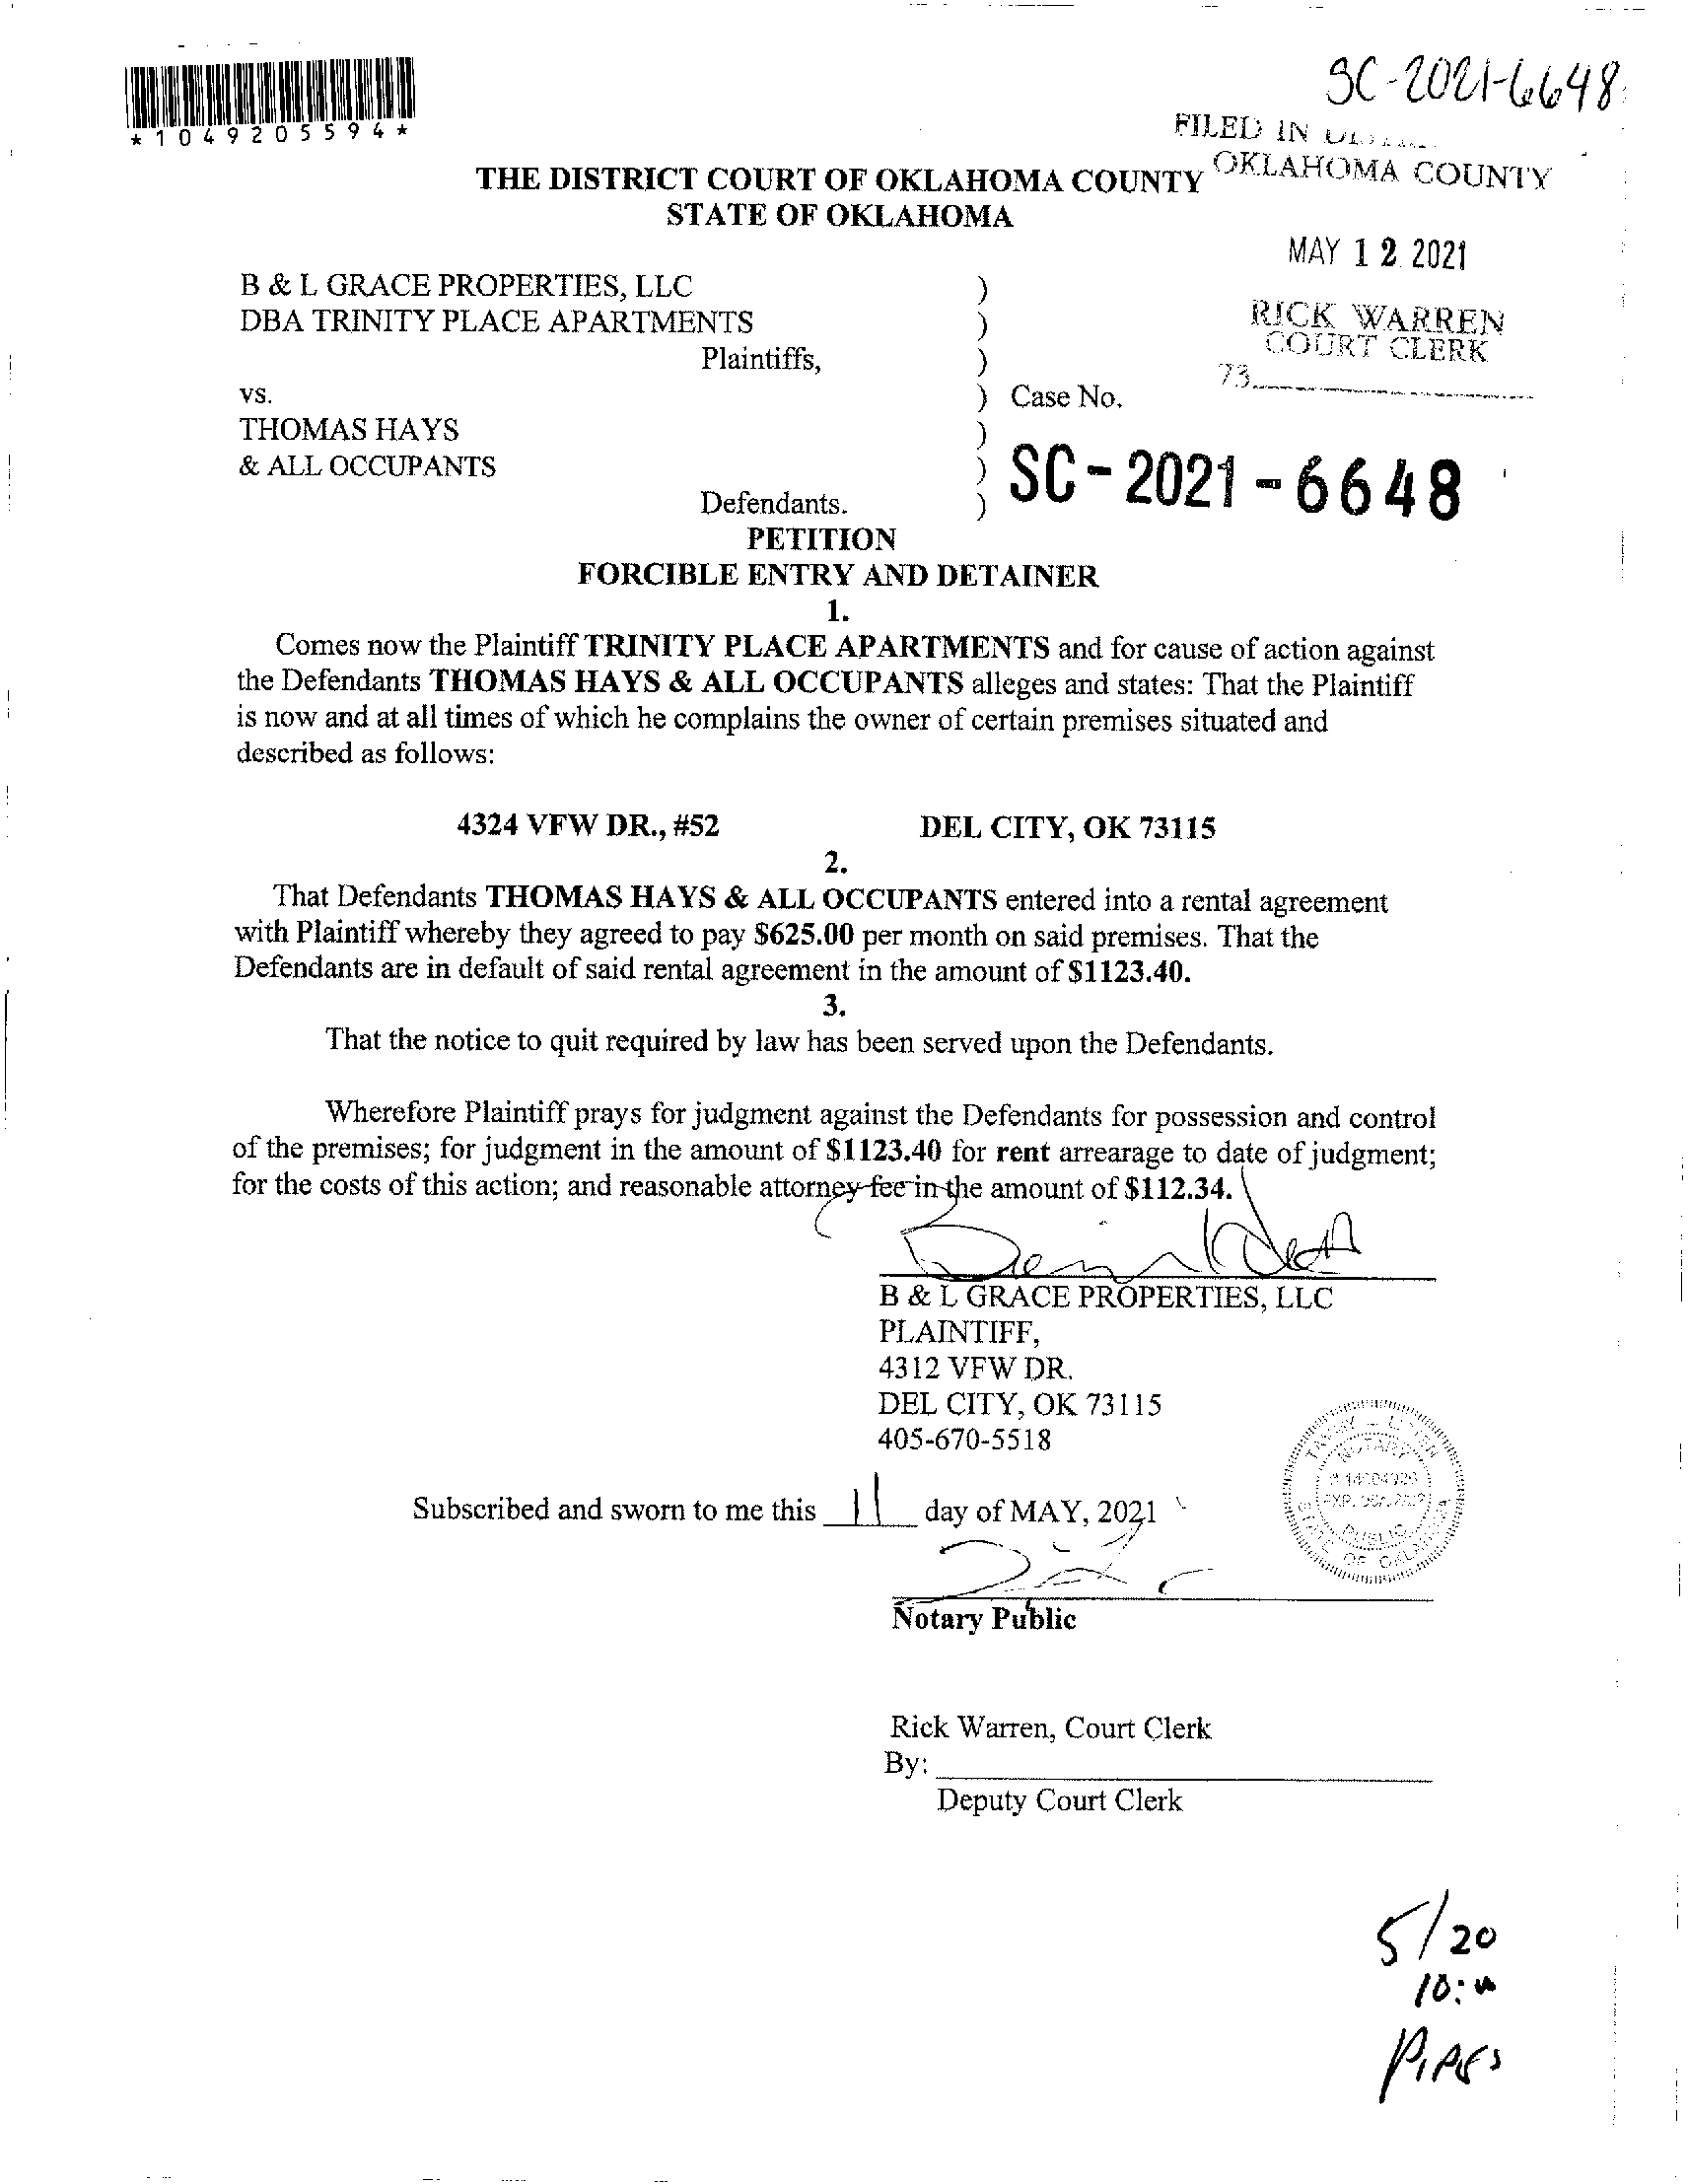 SC-2021-6648
*1049205594*
FILED IN
OKLAHOMA COUNTY
THE DISTRICT COURT OF OKLAHOMA COUNTY
STATE OF OKLAHOMA
MAY 12 2021
RICK WARREN
COURT CLERK
73
B & L GRACE PROPERTIES, LLC )
DBA TRINITY PLACE APARTMENTS )
Plaintiffs, )
vs. ) Case No.
THOMAS HAYS )
& ALL OCCUPANTS ) SC-2021-6648
Defendants. )
PETITION
FORCIBLE ENTRY AND DETAINER
1.
Comes now the Plaintiff TRINITY PLACE APARTMENTS and for cause of action against
the Defendants THOMAS HAYS & ALL OCCUPANTS alleges and states: That the Plaintiff
is now and at all times of which he complains the owner of certain premises situated and
described as follows:
4324 VFW DR., #52 DEL CITY, OK 73115
2.
That Defendants THOMAS HAYS & ALL OCCUPANTS entered into a rental agreement
with Plaintiff whereby they agreed to pay $625.00 per month on said premises. That the
Defendants are in default of said rental agreement in the amount of $1123.40.
3.
That the notice to quit required by law has been served upon the Defendants.
Wherefore Plaintiff prays for judgment against the Defendants for possession and control
of the premises; for judgment in the amount of $1123.40 for rent arrearage to date of judgment;
for the costs of this action; and reasonable attorney fee in the amount of $112.34.
B & L GRACE PROPERTIES, LLC
PLAINTIFF,
4312 VFW DR.
DEL CITY, OK 73115
405-670-5518
NOTARY
PUBLIC
STATE OF OKLAHOMA
Subscribed and sworn to me this 11 day of MAY, 2021
Notary Public
Rick Warren, Court Clerk
By:
Deputy Court Clerk
5/20
10:
PIPES